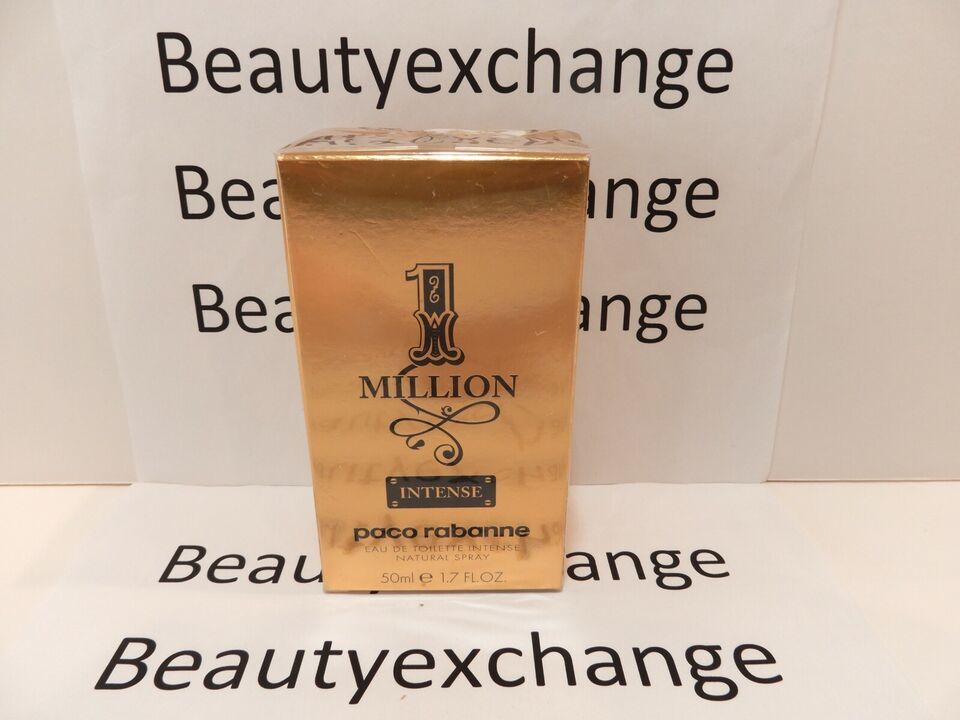 Beautyexchange
Bea ange
Bea ange
1
MILLION
INTENSE
paco rabanne
EAU DE TOILETTE INTENSE
NATURAL SPRAY
50ml ℮ 1.7 FL.OZ.
Beau ange
Beautyexchange